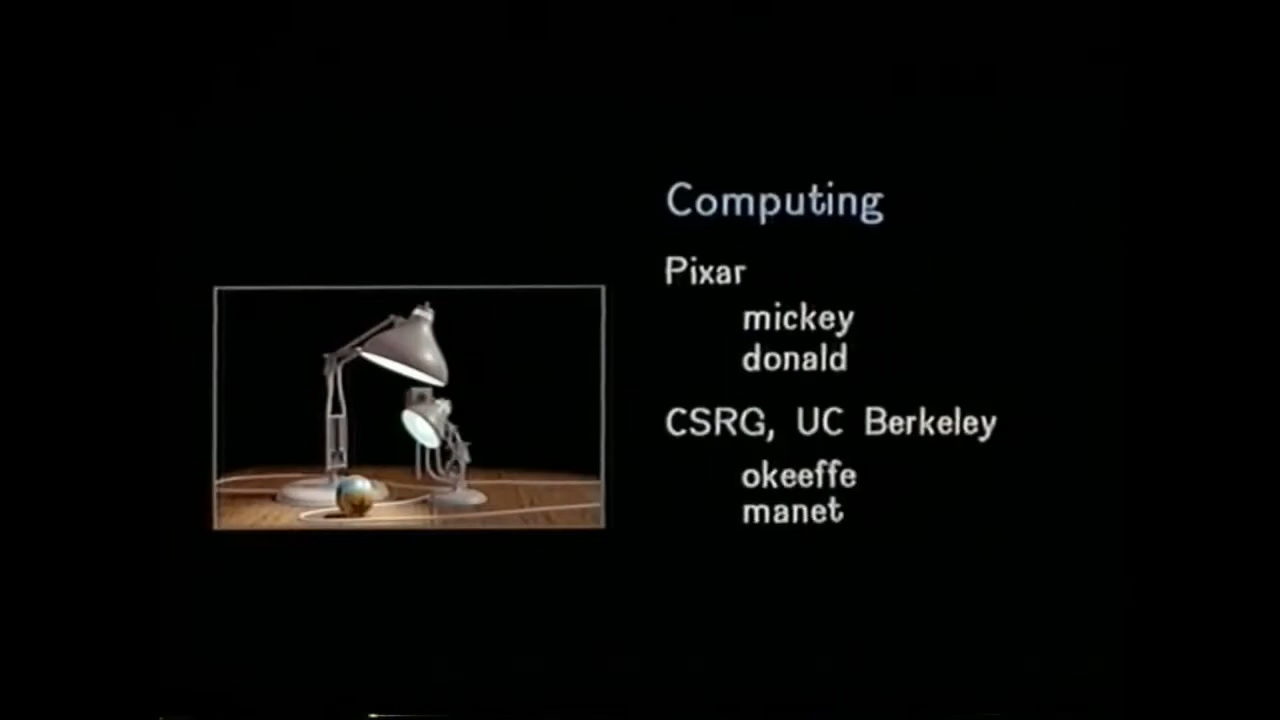 Computing
Pixar
mickey
donald
CSRG, UC Berkeley
okeeffe
manet